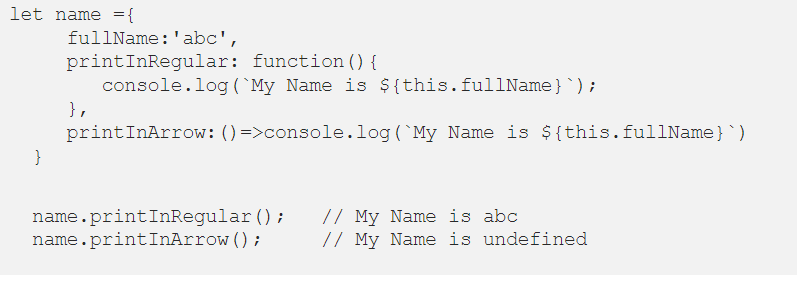 let name ={
fullName:'abc',
printInRegular: function(){
console.log(`My Name is ${this.fullName}`);
},
printInArrow:()=>console.log(`My Name is ${this.fullName}`)
}
name.printInRegular();   // My Name is abc
name.printInArrow();     // My Name is undefined